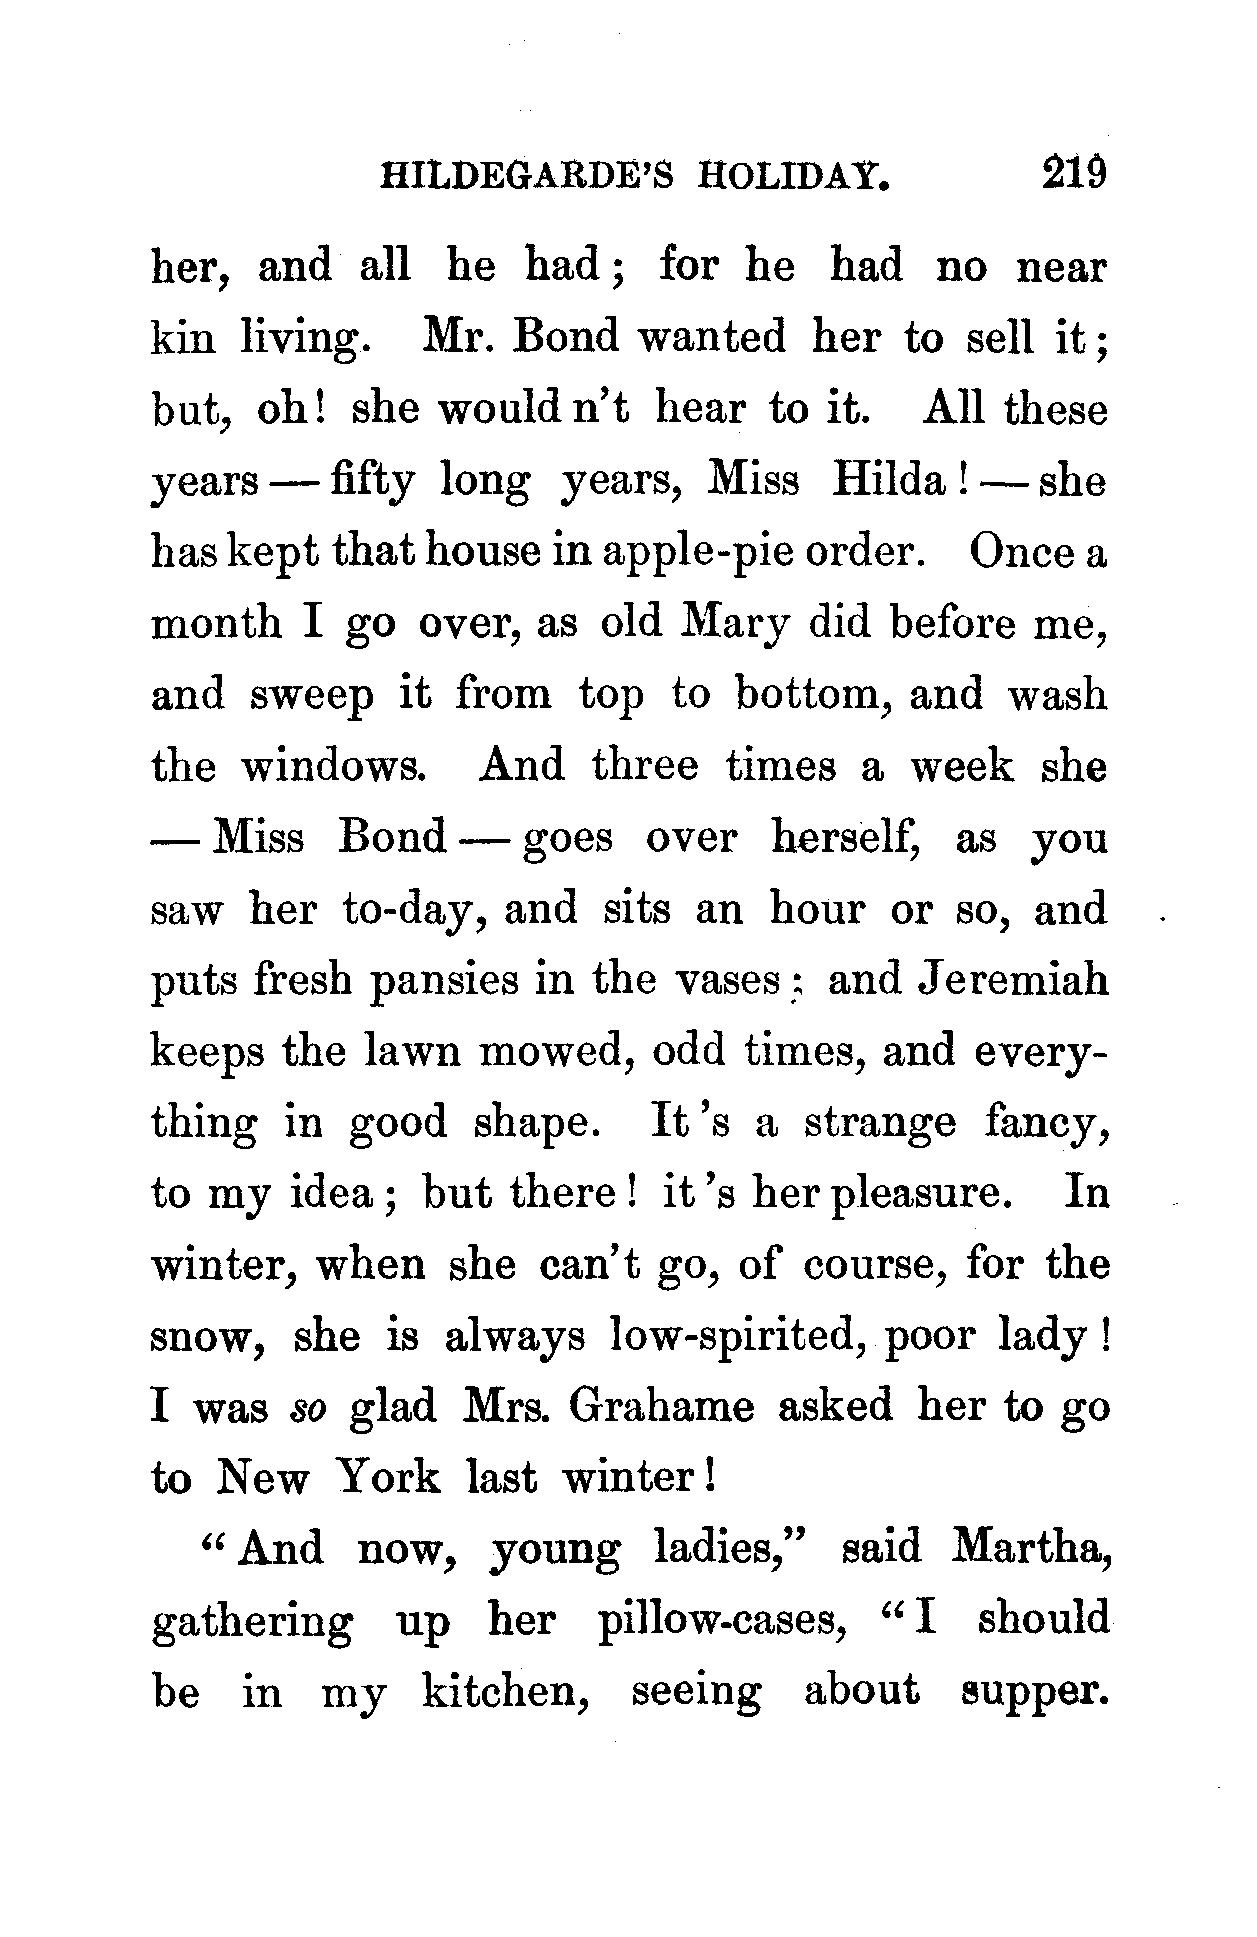 HILDEGARDE'S HOLIDAY. 219
her, and all he had; for he had no near
kin living. Mr. Bond wanted her to sell it;
but, oh! she would n't hear to it. All these
years — fifty long years, Miss Hilda! — she
has kept that house in apple-pie order. Once a
month I go over, as old Mary did before me,
and sweep it from top to bottom, and wash
the windows. And three times a week she
— Miss Bond — goes over herself, as you
saw her to-day, and sits an hour or so, and
puts fresh pansies in the vases; and Jeremiah
keeps the lawn mowed, odd times, and every-
thing in good shape. It 's a strange fancy,
to my idea; but there! it 's her pleasure. In
winter, when she can't go, of course, for the
snow, she is always low-spirited, poor lady!
I was so glad Mrs. Grahame asked her to go
to New York last winter!
"And now, young ladies," said Martha,
gathering up her pillow-cases, "I should
be in my kitchen, seeing about supper.